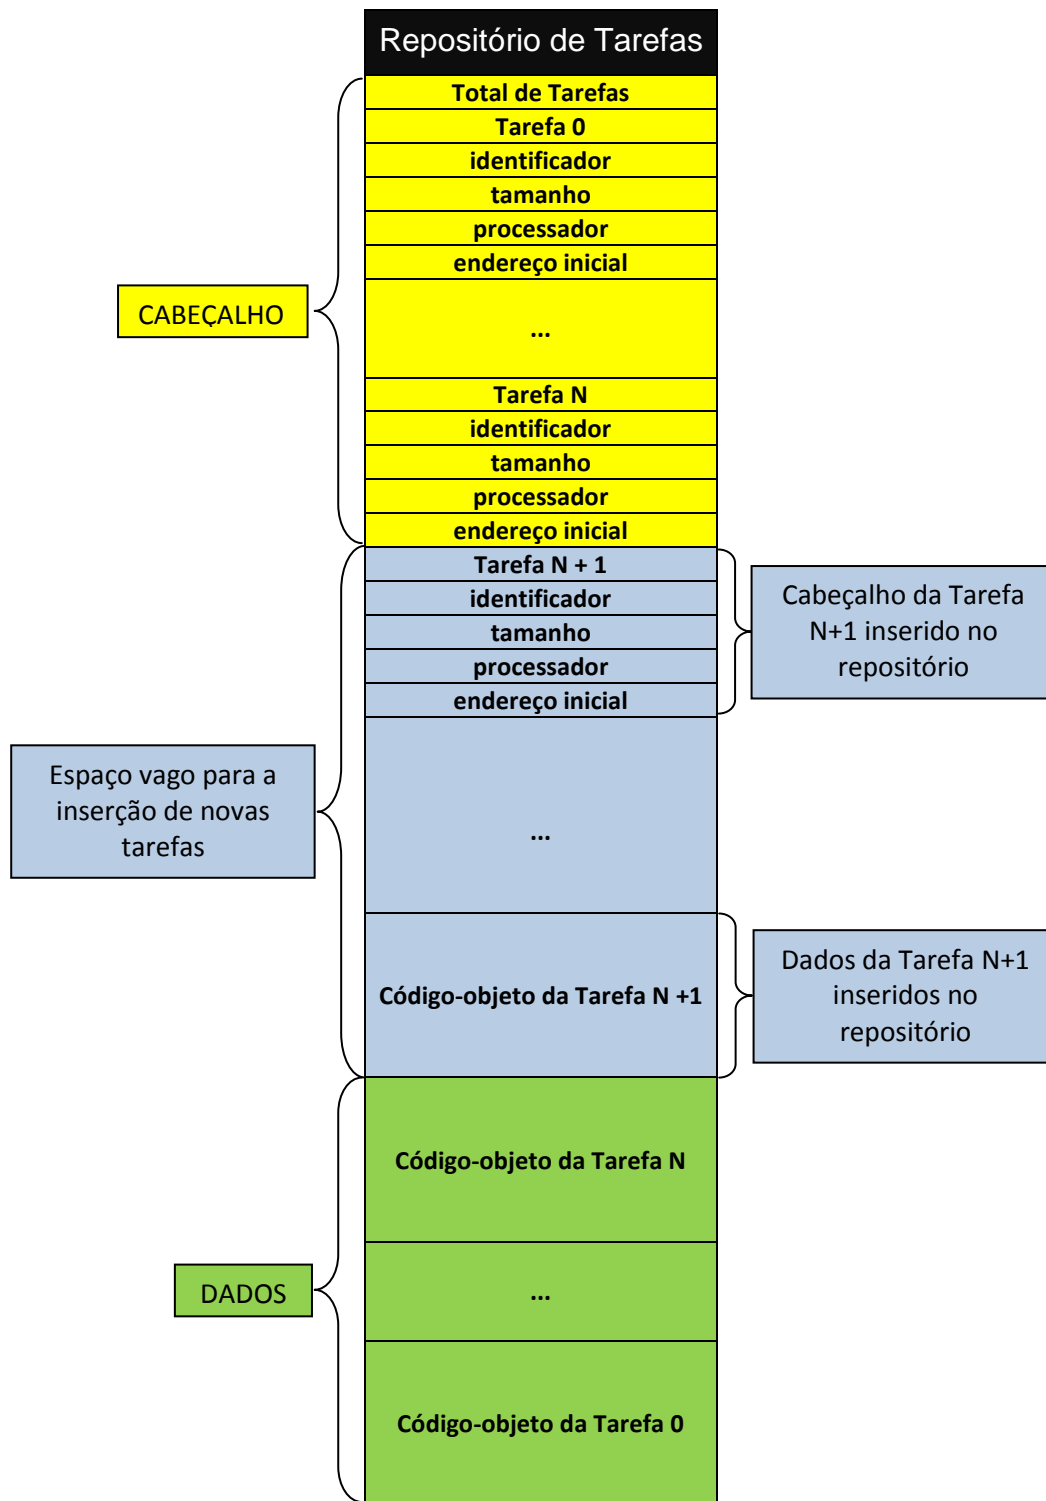 Repositório de Tarefas
Total de Tarefas
Tarefa 0
identificador
tamanho
processador
endereço inicial
CABEÇALHO
...
Tarefa N
identificador
tamanho
processador
endereço inicial
Tarefa N + 1
identificador
tamanho
processador
endereço inicial
Cabeçalho da Tarefa
N+1 inserido no
repositório
Espaço vago para a
inserção de novas
tarefas
...
Código-objeto da Tarefa N +1
Dados da Tarefa N+1
inseridos no
repositório
Código-objeto da Tarefa N
DADOS
...
Código-objeto da Tarefa 0